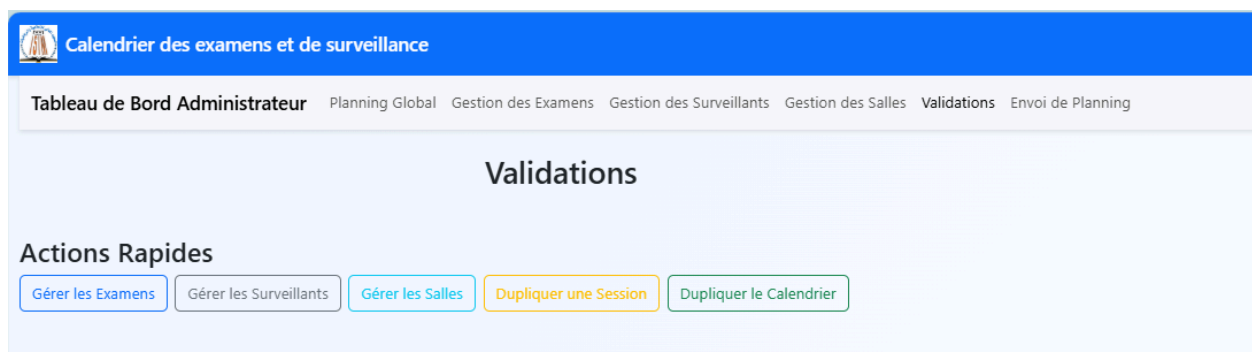 Calendrier des examens et de surveillance
Tableau de Bord Administrateur Planning Global Gestion des Examens Gestion des Surveillants Gestion des Salles Validations Envoi de Planning
Validations
Actions Rapides
Gérer les Examens Gérer les Surveillants Gérer les Salles Dupliquer une Session Dupliquer le Calendrier